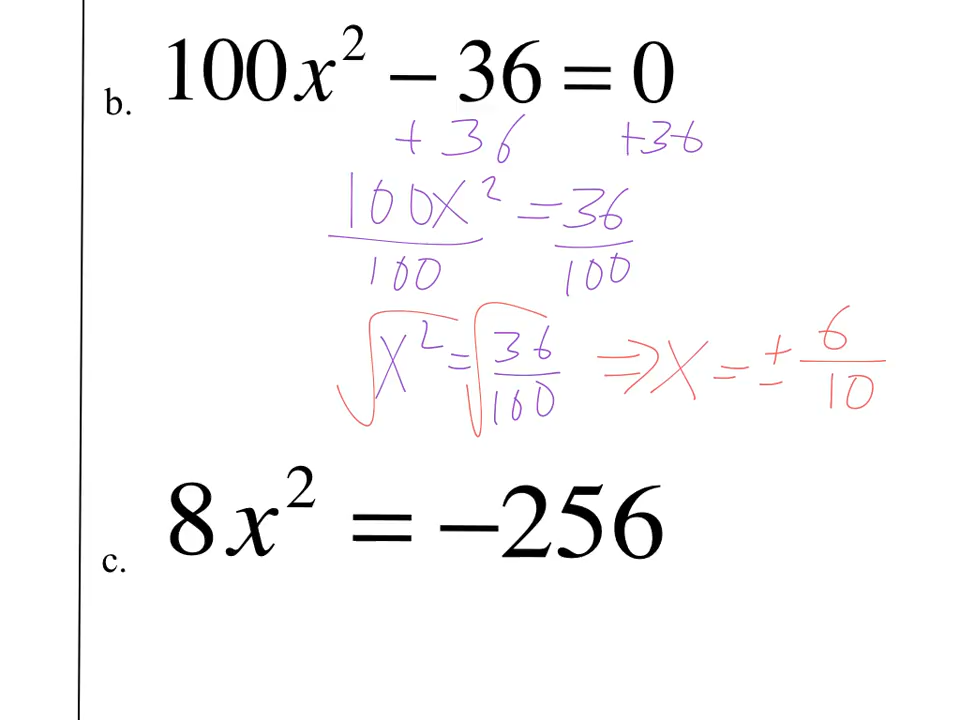 b. 100x² − 36 = 0
+ 36 +36
100x² = 36
100 100
√x² = √36/100 ⇒ x = ± 6/10
c. 8x² = −256